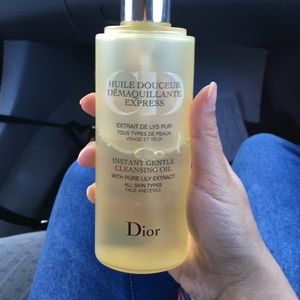 HUILE DOUCEUR
DÉMAQUILLANTE
EXPRESS
EXTRAIT DE LYS PUR
TOUS TYPES DE PEAUX
VISAGE ET YEUX
INSTANT GENTLE
CLEANSING OIL
WITH PURE LILY EXTRACT
ALL SKIN TYPES
FACE AND EYES
Dior